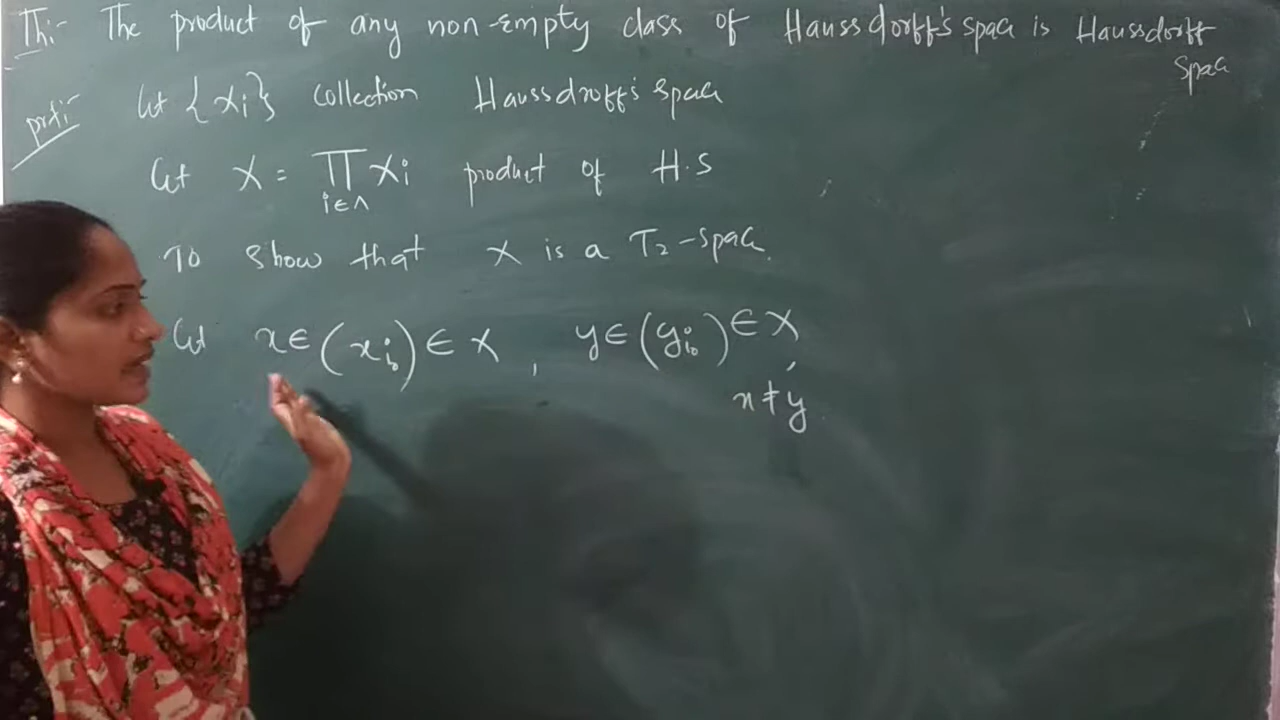 Th:- The product of any non-empty class of Haussdorff's space is Haussdorff
space
proof:- Let {Xi} collection Haussdroff's space
Let X = ∏ Xi product of H.S
i∈Λ
To show that X is a T₂-space.
Let x∈(xi₀)∈X, y∈(yi₀)∈X,
x≠y.